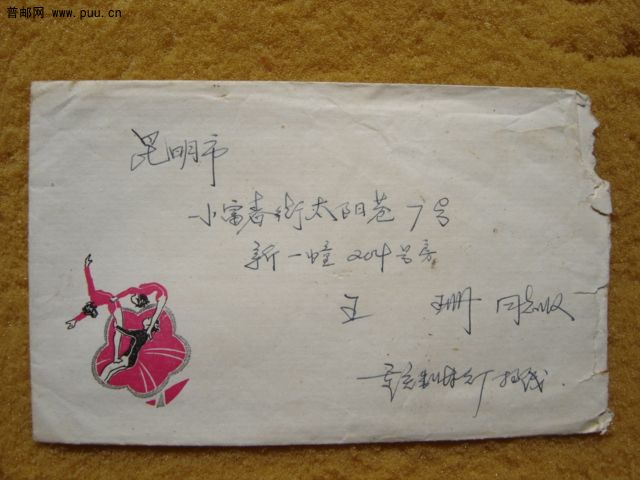 普邮网 www.puu.cn
昆明市
小富春街太阳巷7号
新一幢204号房
王 珊 同志收